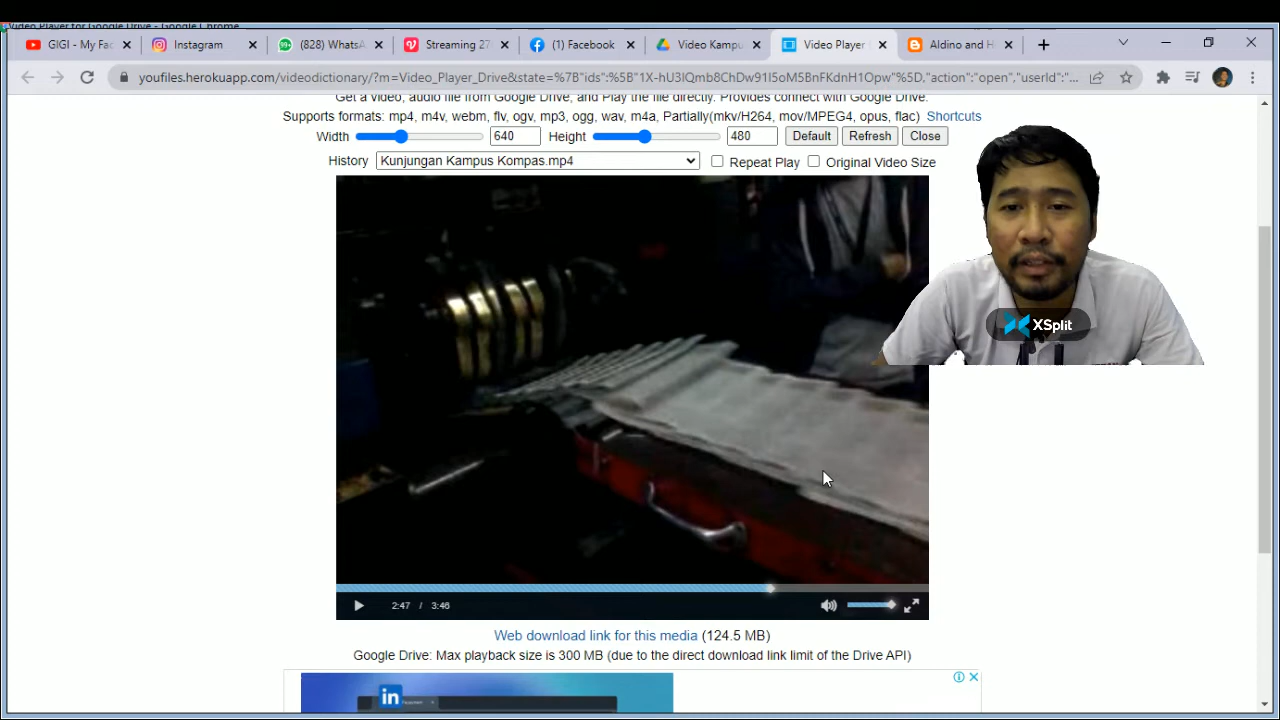 Video Player for Google Drive - Google Chrome
GIGI - My Fac
Instagram
99+
(828) WhatsA
Streaming 27
(1) Facebook
Video Kampu
Video Player
Aldino and H
youfiles.herokuapp.com/videodictionary/?m=Video_Player_Drive&state=%7B"ids":%5B"1X-hU3IQmb8ChDw91I5oM5BnFKdnH1Opw"%5D,"action":"open","userId":"...
Get a Video, audio file from Google Drive, and Play the file directly. Provides connect with Google Drive.
Supports formats: mp4, m4v, webm, flv, ogv, mp3, ogg, wav, m4a, Partially(mkv/H264, mov/MPEG4, opus, flac) Shortcuts
Width 640 Height 480 Default Refresh Close
History Kunjungan Kampus Kompas.mp4 Repeat Play Original Video Size
XSplit
2:47 / 3:46
Web download link for this media (124.5 MB)
Google Drive: Max playback size is 300 MB (due to the direct download link limit of the Drive API)
in